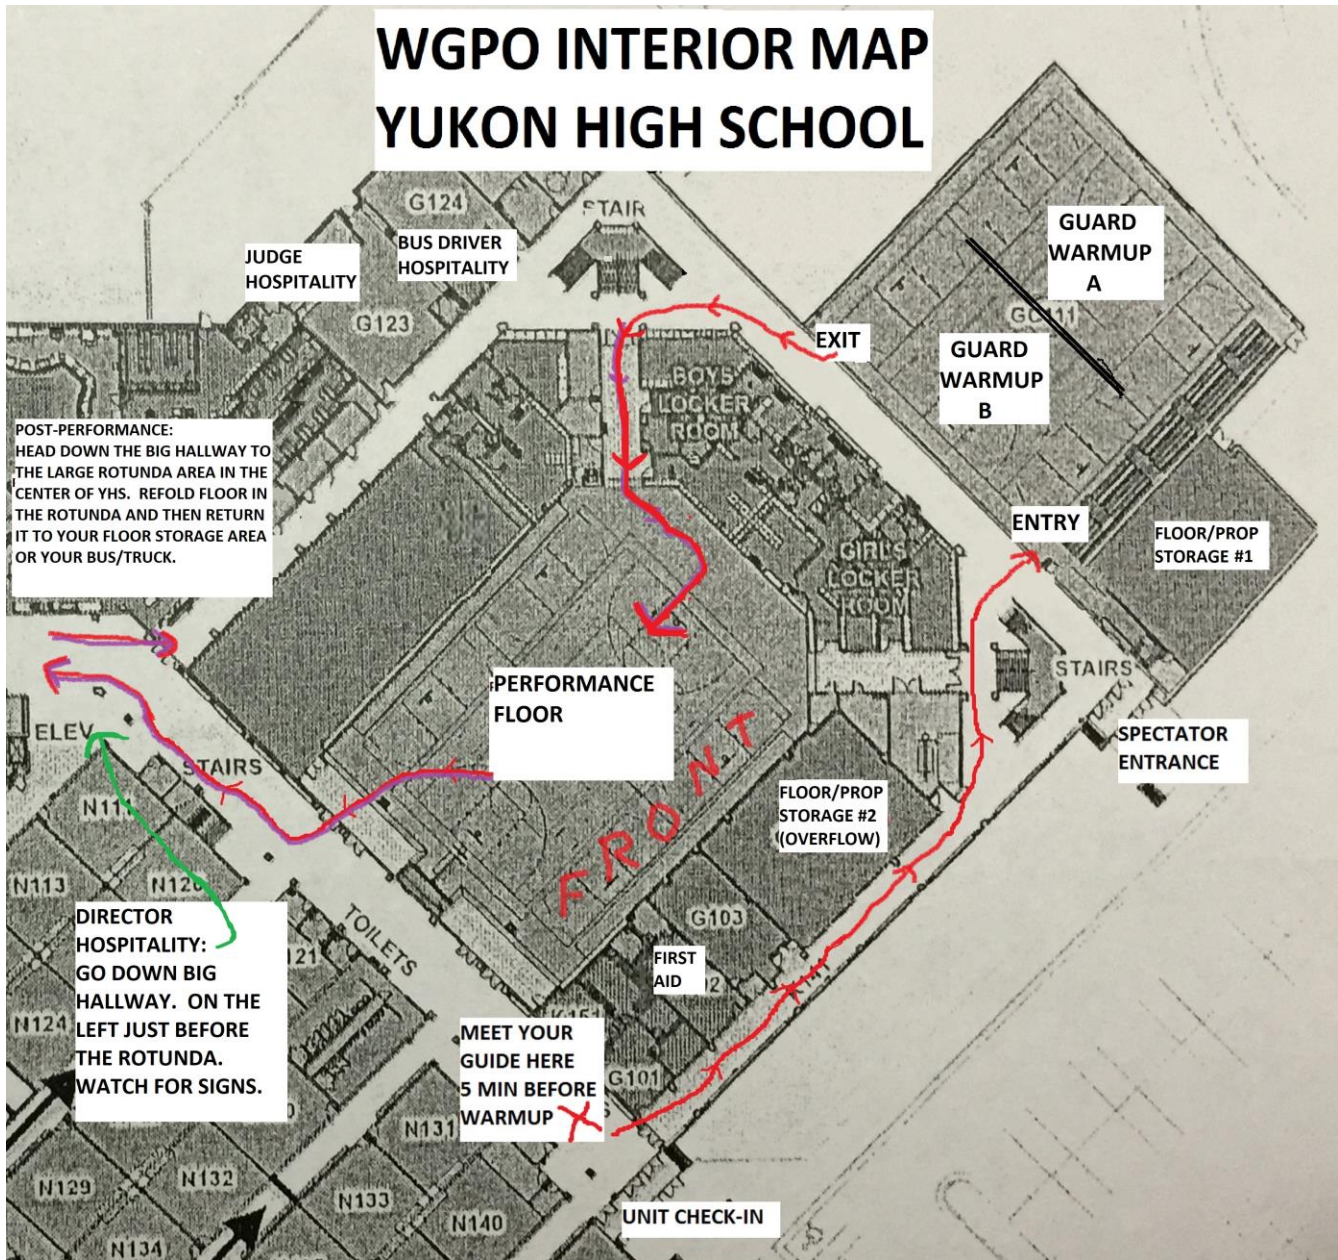 WGPO INTERIOR MAP
YUKON HIGH SCHOOL
G124
STAIR
JUDGE
HOSPITALITY
BUS DRIVER
HOSPITALITY
G123
GUARD
WARMUP
A
GC111
GUARD
WARMUP
B
EXIT
BOYS
LOCKER
ROOM
POST-PERFORMANCE:
HEAD DOWN THE BIG HALLWAY TO
THE LARGE ROTUNDA AREA IN THE
CENTER OF YHS. REFOLD FLOOR IN
THE ROTUNDA AND THEN RETURN
IT TO YOUR FLOOR STORAGE AREA
OR YOUR BUS/TRUCK.
ENTRY
FLOOR/PROP
STORAGE #1
GIRLS
LOCKER
ROOM
STAIRS
PERFORMANCE
FLOOR
SPECTATOR
ENTRANCE
ELEV
STAIRS
FRONT
FLOOR/PROP
STORAGE #2
(OVERFLOW)
N113
N120
TOILETS
G103
DIRECTOR
HOSPITALITY:
GO DOWN BIG
HALLWAY. ON THE
LEFT JUST BEFORE
THE ROTUNDA.
WATCH FOR SIGNS.
121
FIRST
AID
02
N124
K151
MEET YOUR
GUIDE HERE
5 MIN BEFORE
WARMUP X
G101
N131
N129
N132
N133
N140
N134
UNIT CHECK-IN